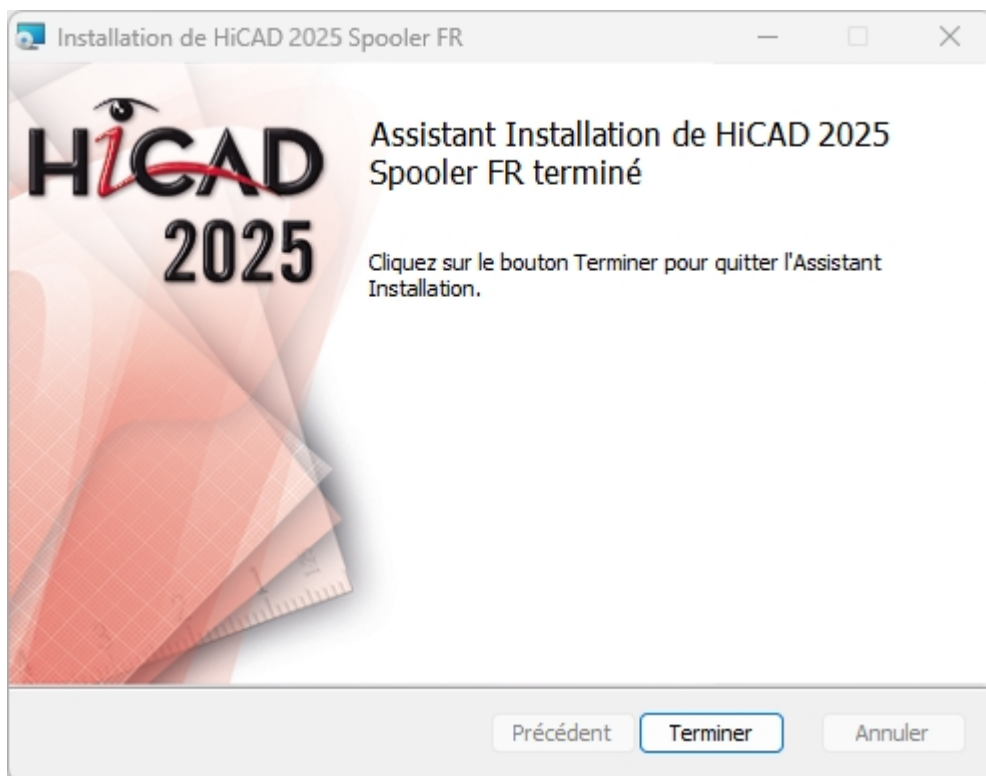 Installation de HiCAD 2025 Spooler FR
HiCAD
2025
Assistant Installation de HiCAD 2025
Spooler FR terminé
Cliquez sur le bouton Terminer pour quitter l'Assistant
Installation.
Précédent
Terminer
Annuler